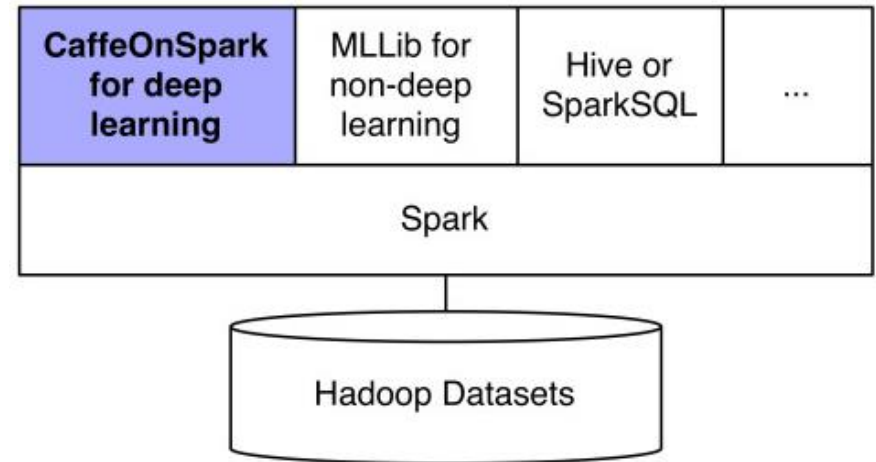 CaffeOnSpark
for deep
learning
MLLib for
non-deep
learning
Hive or
SparkSQL
...
Spark
Hadoop Datasets